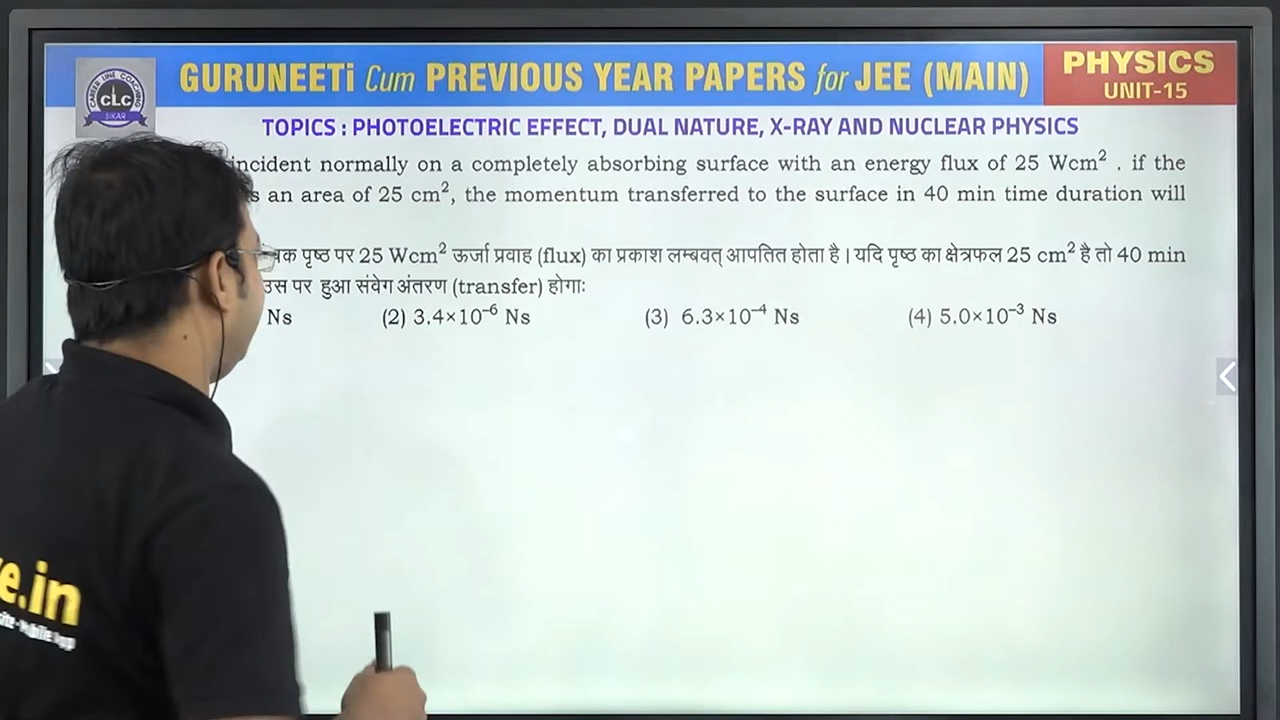 GURUNEETi Cum PREVIOUS YEAR PAPERS for JEE (MAIN)
PHYSICS
UNIT-15
CLC
SIKAR
TOPICS : PHOTOELECTRIC EFFECT, DUAL NATURE, X-RAY AND NUCLEAR PHYSICS
incident normally on a completely absorbing surface with an energy flux of 25 Wcm² . if the
an area of 25 cm², the momentum transferred to the surface in 40 min time duration will
पृष्ठ पर 25 Wcm² ऊर्जा प्रवाह (flux) का प्रकाश लम्बवत् आपतित होता है। यदि पृष्ठ का क्षेत्रफल 25 cm² है तो 40 min
उस पर हुआ संवेग अंतरण (transfer) होगाः
Ns (2) 3.4×10⁻⁶ Ns (3) 6.3×10⁻⁴ Ns (4) 5.0×10⁻³ Ns
e.in